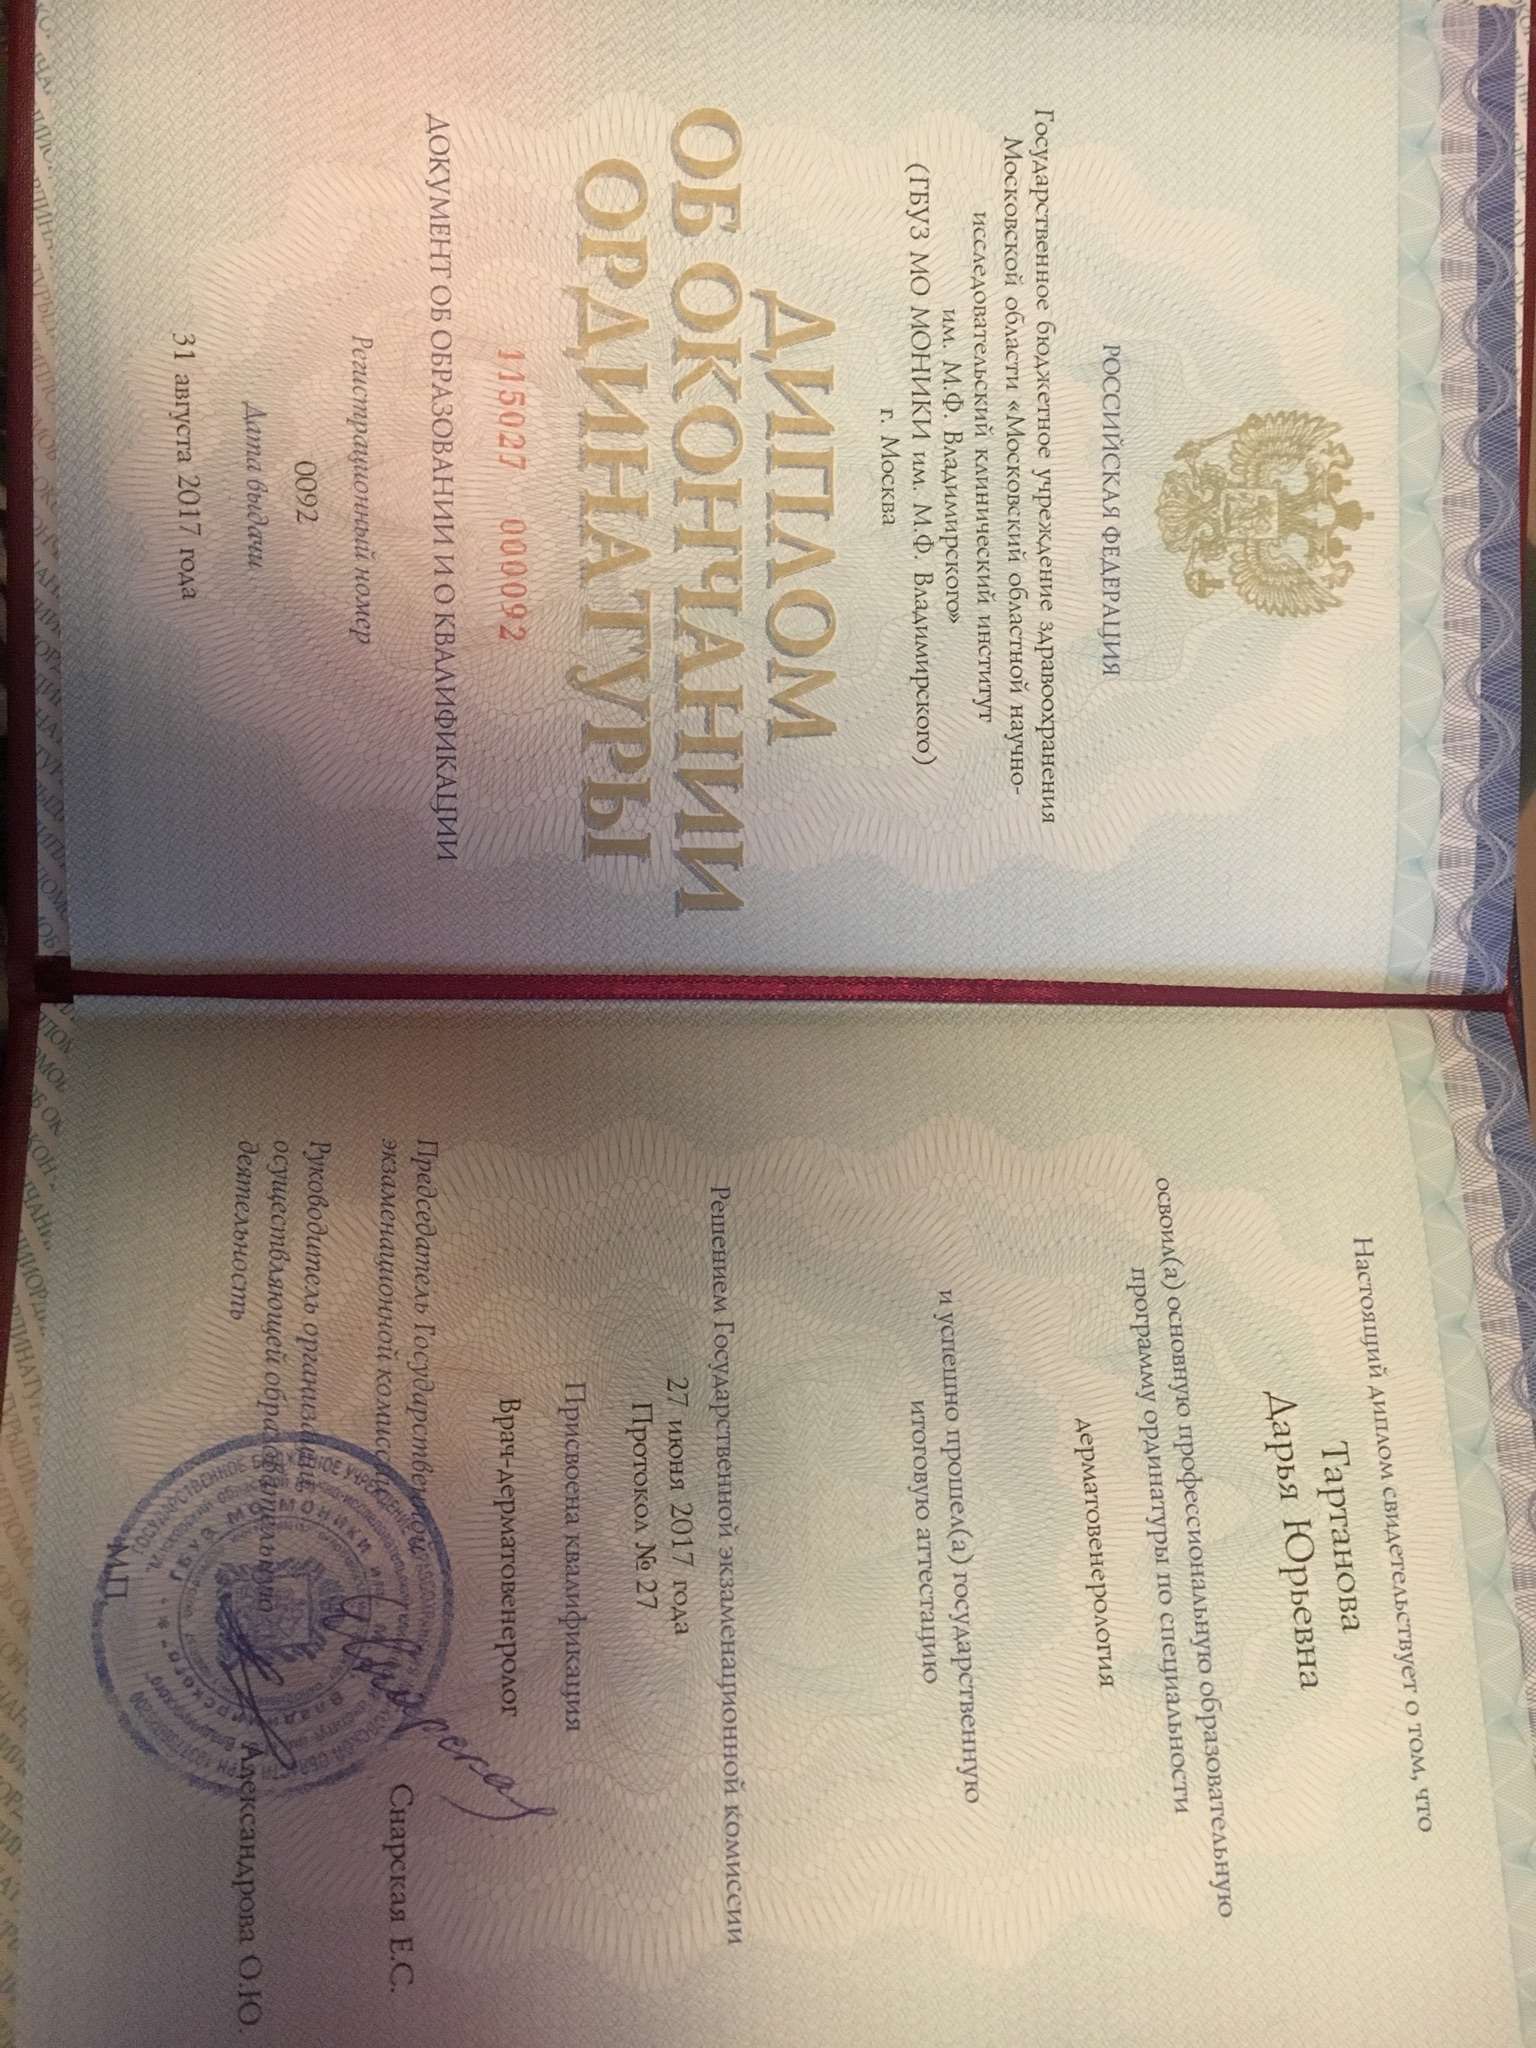 РОССИЙСКАЯ ФЕДЕРАЦИЯ
Государственное бюджетное учреждение здравоохранения
Московской области «Московский областной научно-
исследовательский клинический институт
им. М.Ф. Владимирского»
(ГБУЗ МО МОНИКИ им. М.Ф. Владимирского)
г. Москва
ДИПЛОМ
ОБ ОКОНЧАНИИ
ОРДИНАТУРЫ
115027 000092
ДОКУМЕНТ ОБ ОБРАЗОВАНИИ И О КВАЛИФИКАЦИИ
Регистрационный номер
0092
Дата выдачи
31 августа 2017 года
Настоящий диплом свидетельствует о том, что
Тартанова
Дарья Юрьевна
освоил(а) основную профессиональную образовательную
программу ординатуры по специальности
дерматовенерология
и успешно прошел(а) государственную
итоговую аттестацию
Решением Государственной экзаменационной комиссии
27 июня 2017 года
Протокол № 27
Присвоена квалификация
Врач-дерматовенеролог
Председатель Государственной
экзаменационной комиссии
Снарская Е.С.
Руководитель организации,
осуществляющей образовательную
деятельность
Александрова О.Ю.
М.П.